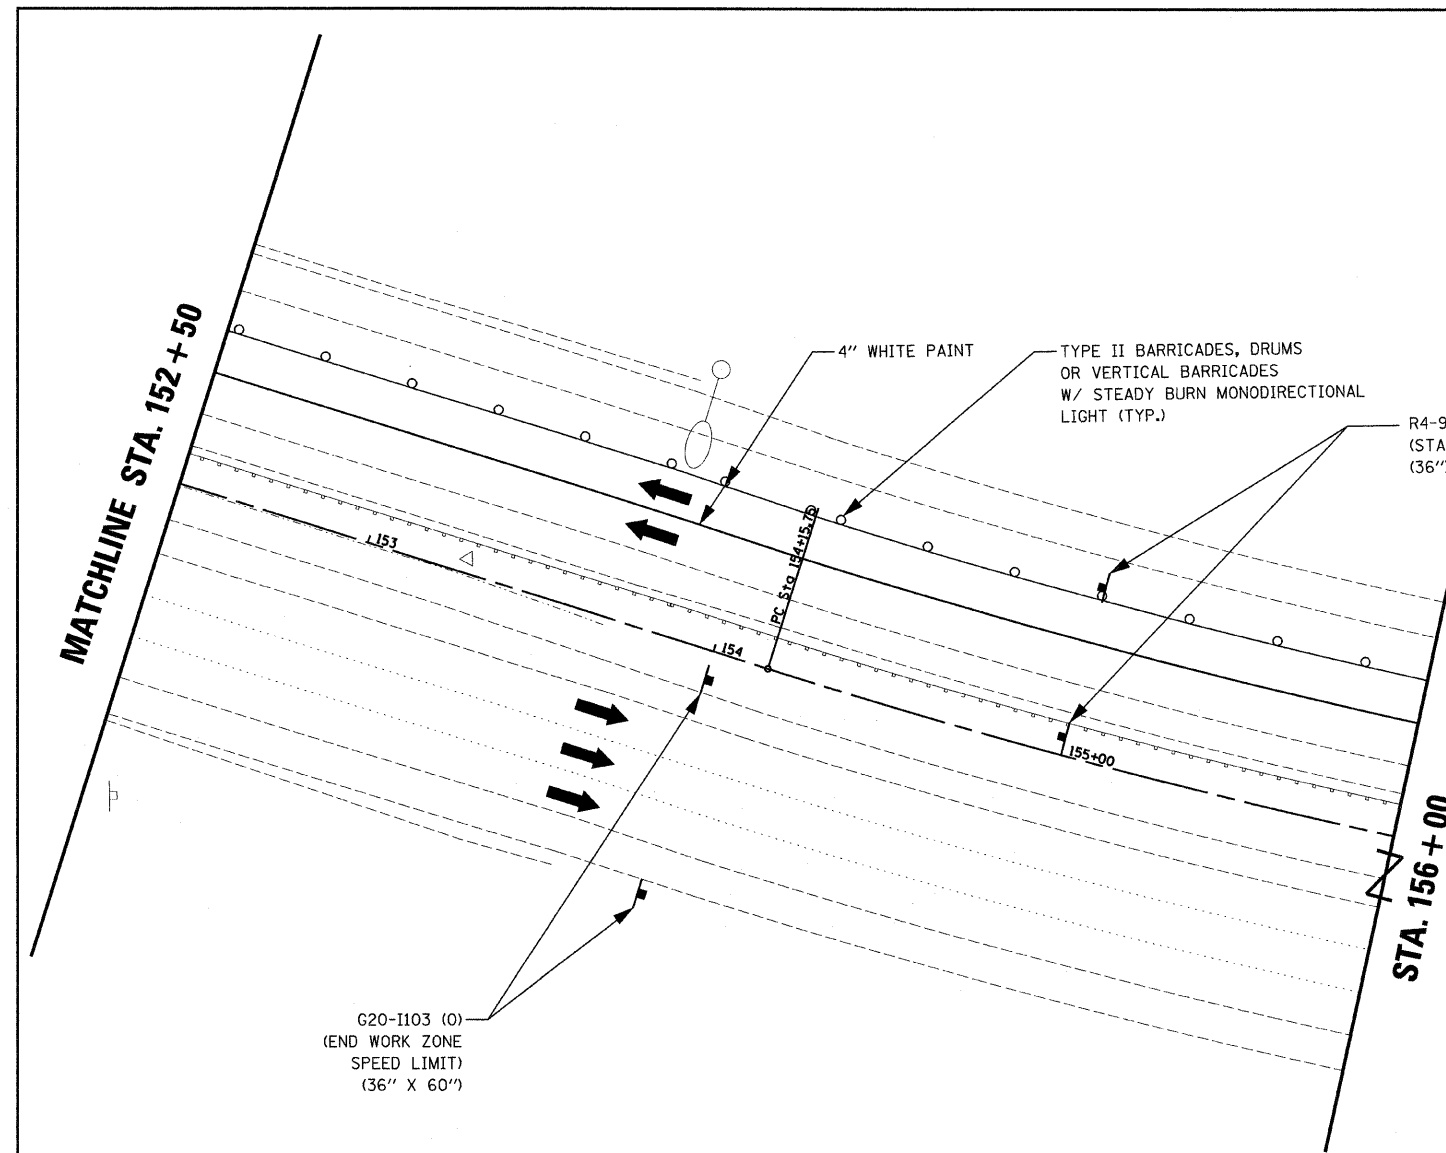 MATCHLINE STA. 152+50
4" WHITE PAINT
TYPE II BARRICADES, DRUMS
OR VERTICAL BARRICADES
W/ STEADY BURN MONODIRECTIONAL
LIGHT (TYP.)
R4-9
(STA
(36"
153
PC Sta 154+15.75
154
155+00
STA. 156+00
G20-I103 (O)
(END WORK ZONE
SPEED LIMIT)
(36" X 60")